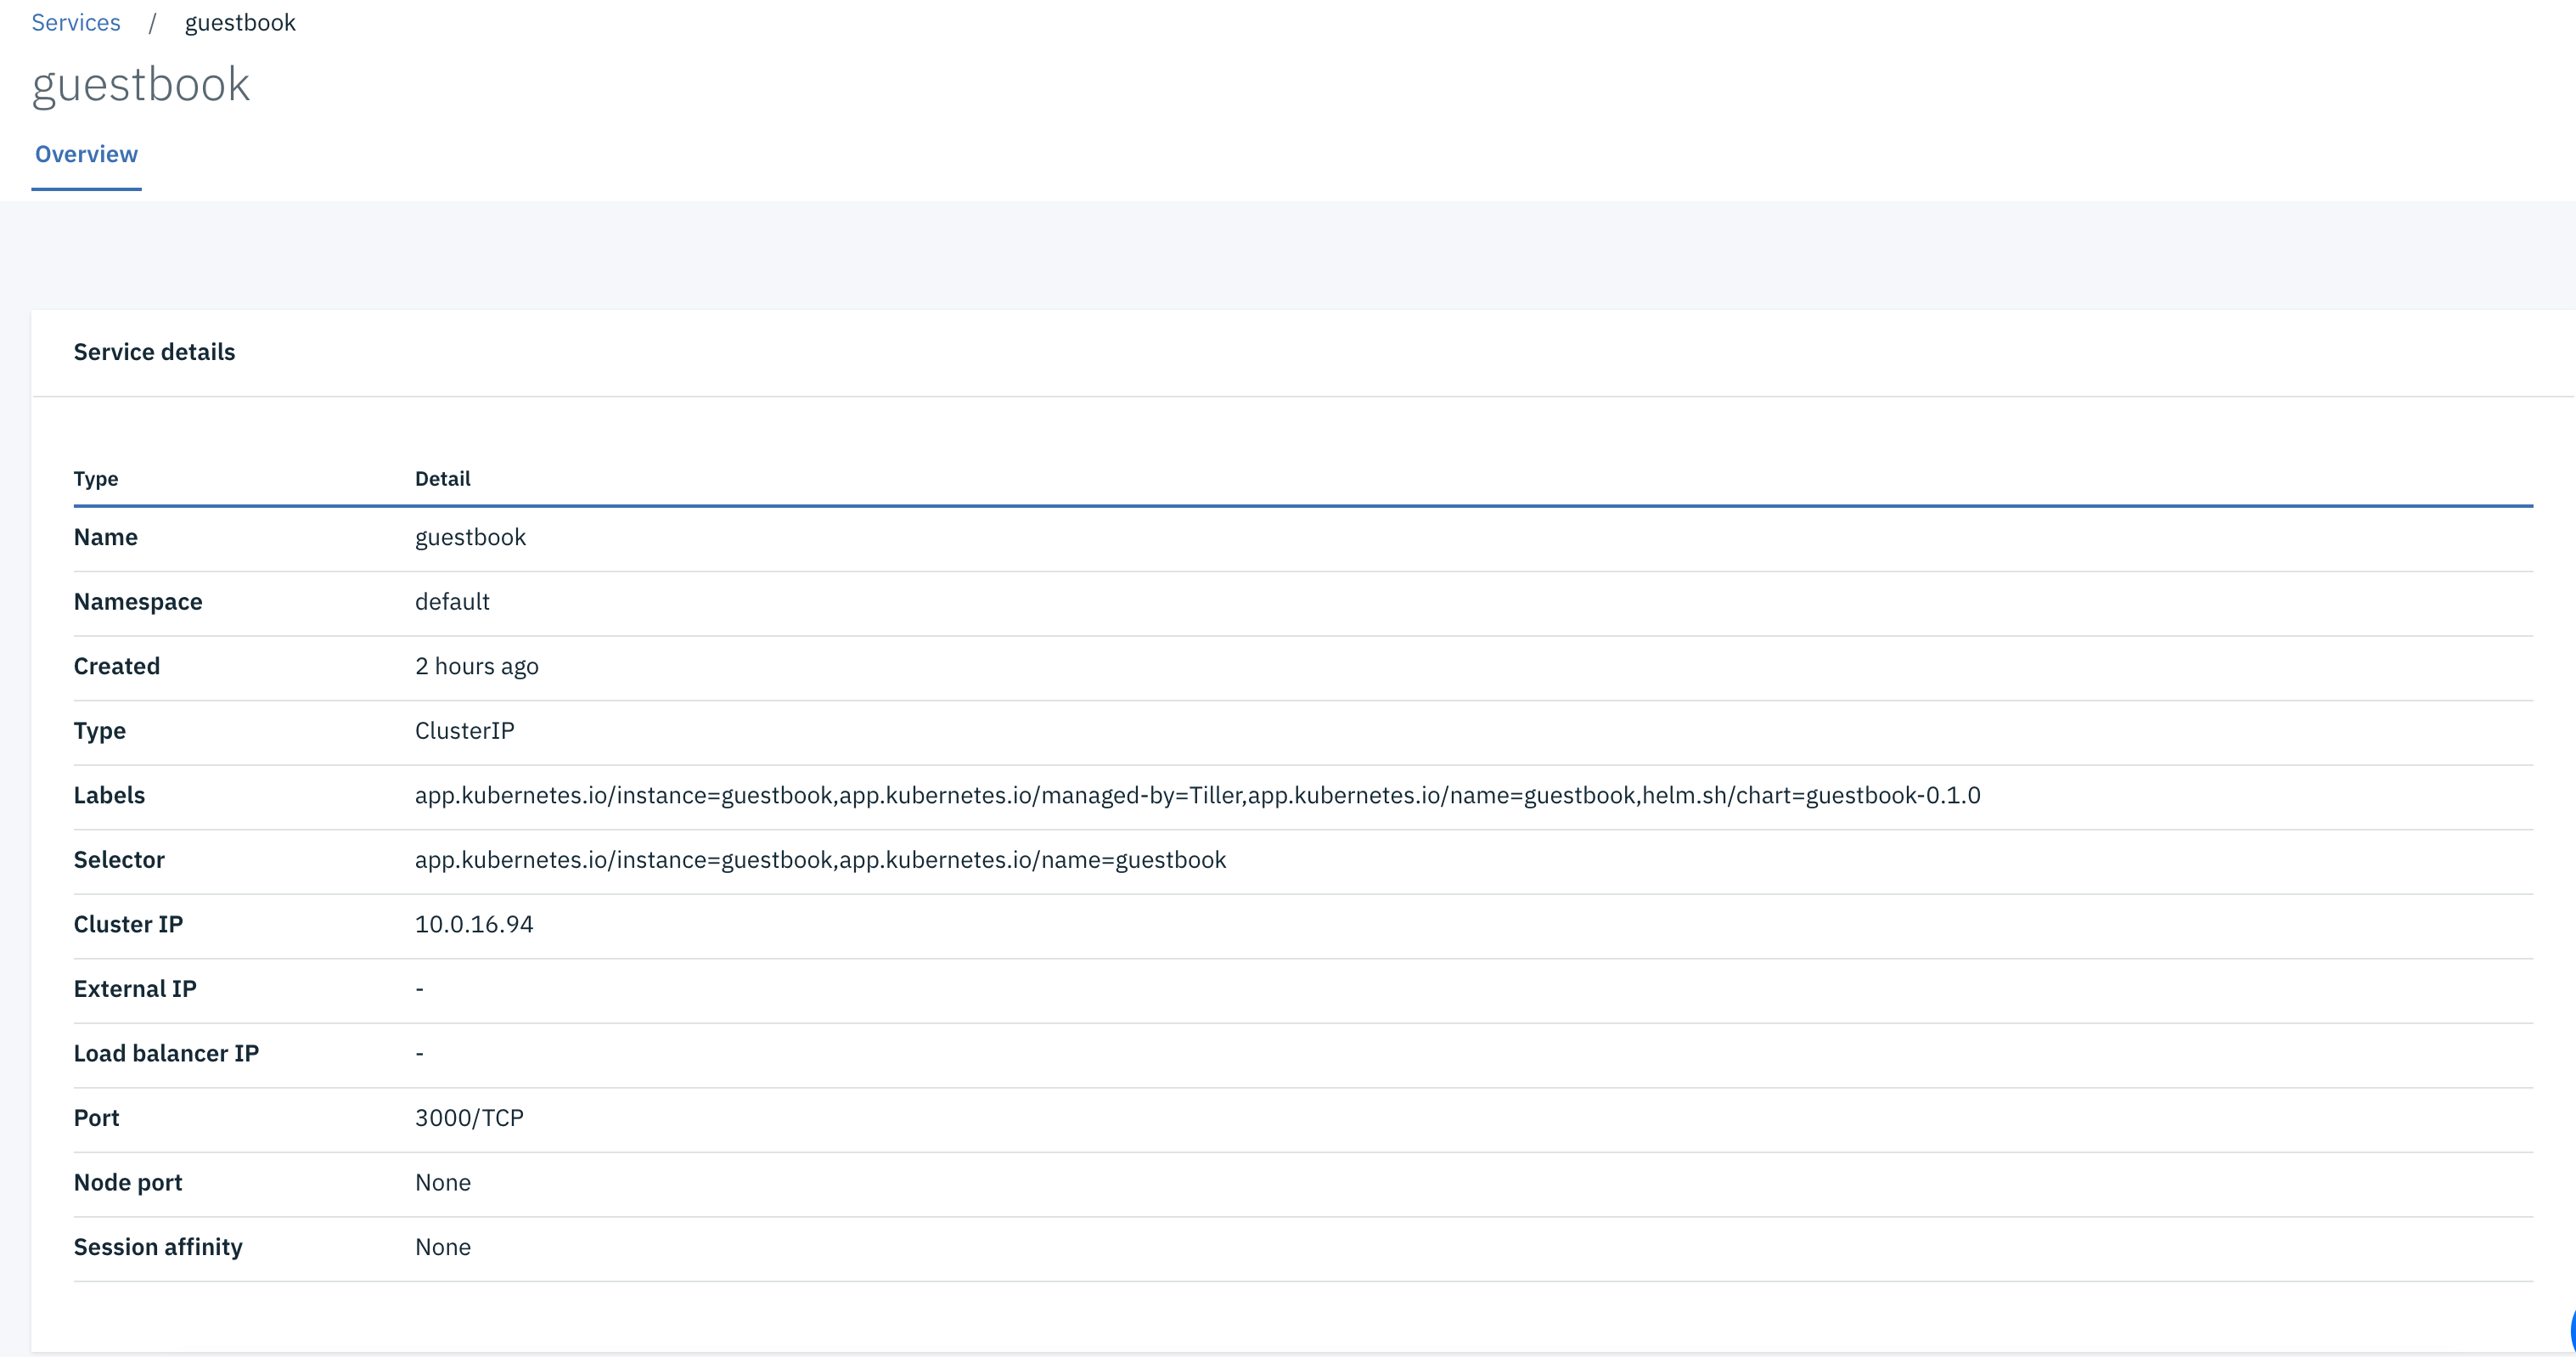 Services / guestbook
guestbook
Overview
Service details
Type Detail
Name guestbook
Namespace default
Created 2 hours ago
Type ClusterIP
Labels app.kubernetes.io/instance=guestbook,app.kubernetes.io/managed-by=Tiller,app.kubernetes.io/name=guestbook,helm.sh/chart=guestbook-0.1.0
Selector app.kubernetes.io/instance=guestbook,app.kubernetes.io/name=guestbook
Cluster IP 10.0.16.94
External IP -
Load balancer IP -
Port 3000/TCP
Node port None
Session affinity None